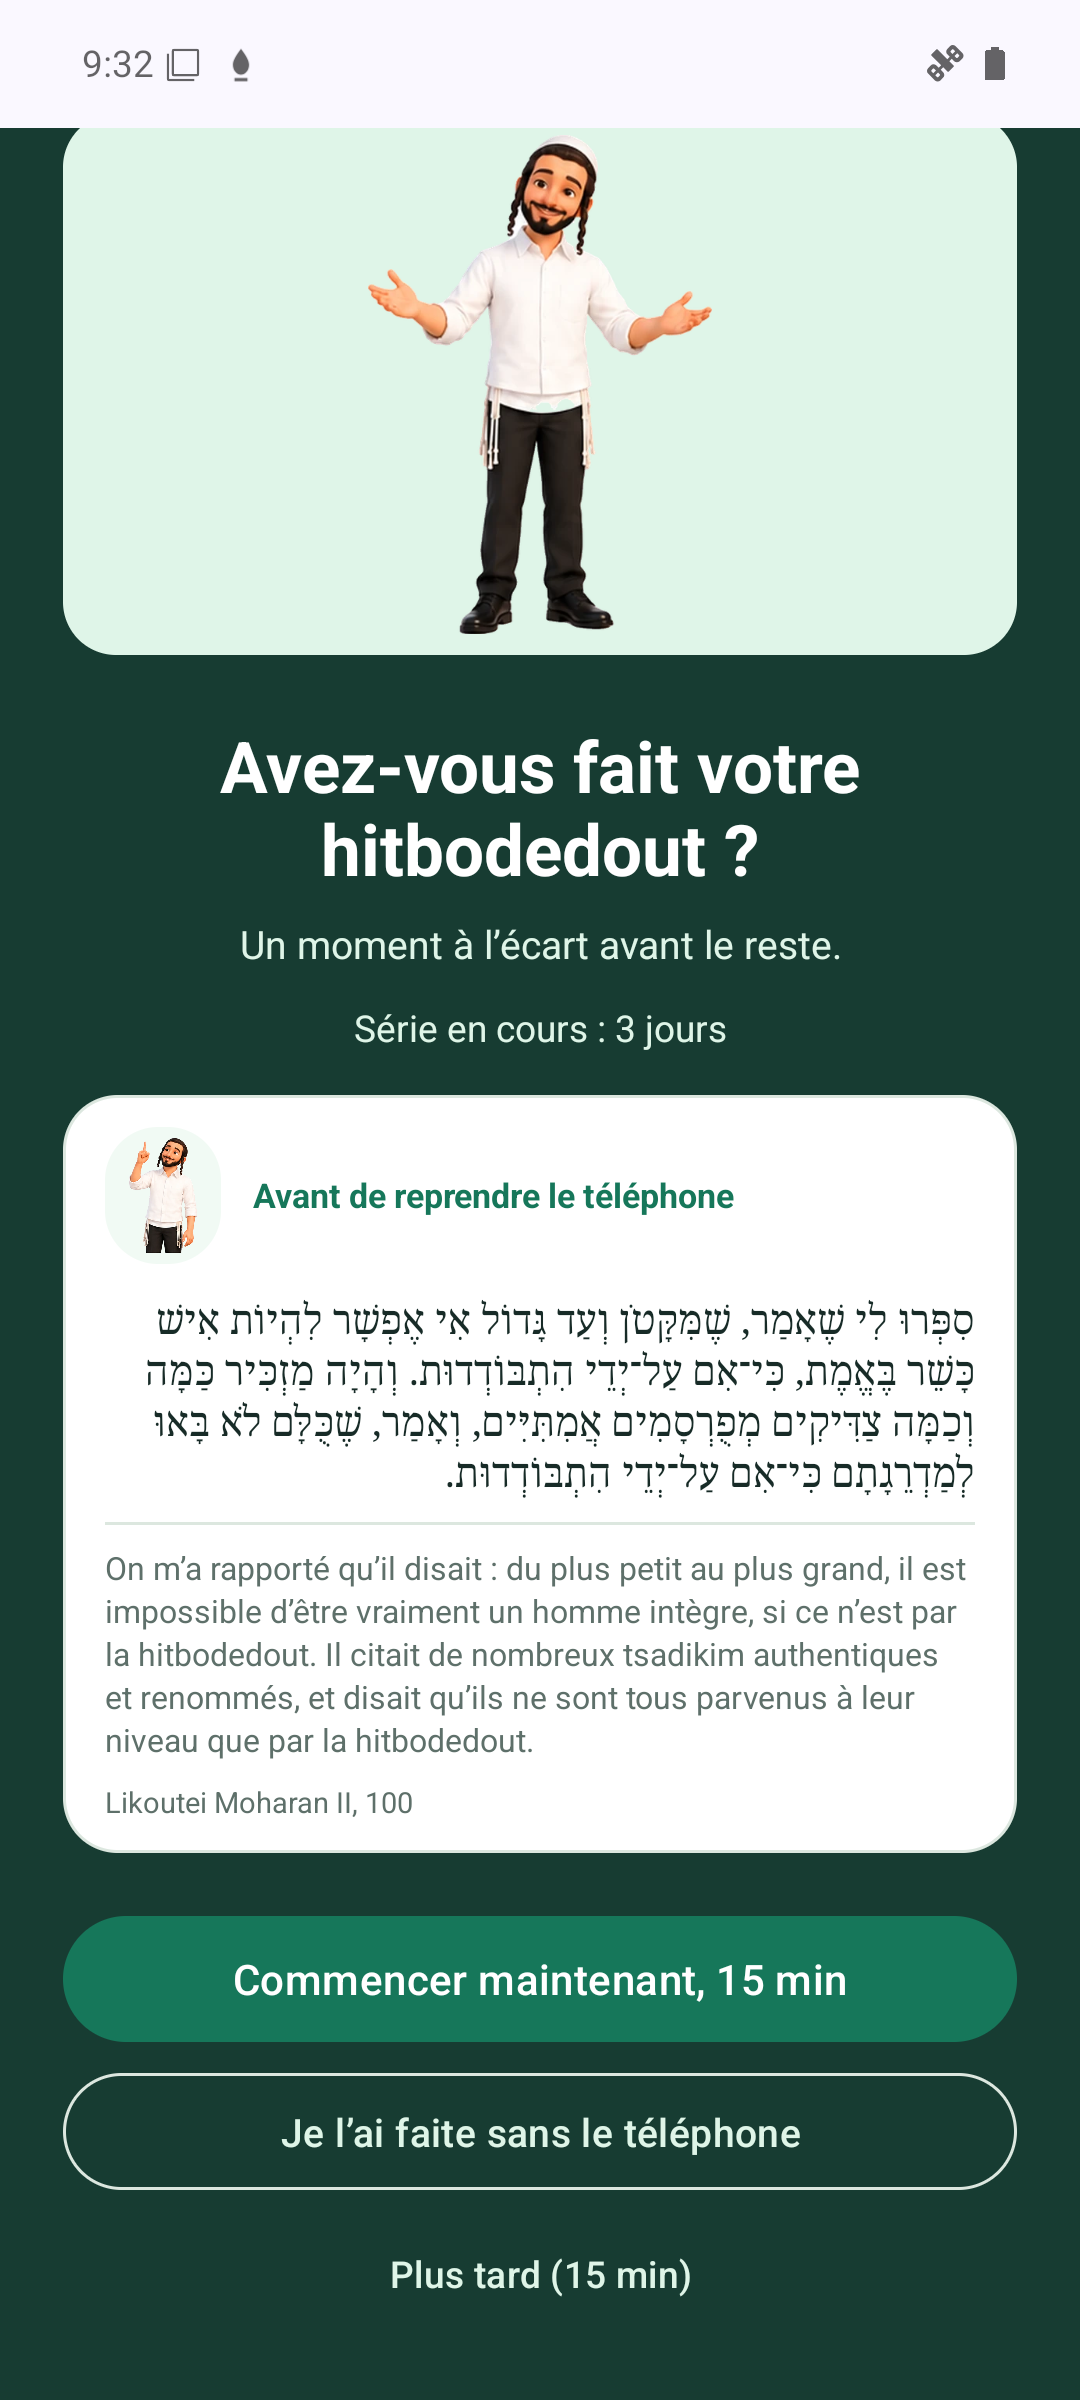 9:32
Avez-vous fait votre
hitbodedout ?
Un moment à l’écart avant le reste.
Série en cours : 3 jours
Avant de reprendre le téléphone
סִפְּרוּ לִי שֶׁאָמַר, שֶׁמִּקָּטֹן וְעַד גָּדוֹל אִי אֶפְשָׁר לִהְיוֹת אִישׁ
כָּשֵׁר בֶּאֱמֶת, כִּי־אִם עַל־יְדֵי הִתְבּוֹדְדוּת. וְהָיָה מַזְכִּיר כַּמָּה
וְכַמָּה צַדִּיקִים מְפֻרְסָמִים אֲמִתִּיִּים, וְאָמַר, שֶׁכֻּלָּם לֹא בָּאוּ
לְמַדְרֵגָתָם כִּי־אִם עַל־יְדֵי הִתְבּוֹדְדוּת.
On m’a rapporté qu’il disait : du plus petit au plus grand, il est
impossible d’être vraiment un homme intègre, si ce n’est par
la hitbodedout. Il citait de nombreux tsadikim authentiques
et renommés, et disait qu’ils ne sont tous parvenus à leur
niveau que par la hitbodedout.
Likoutei Moharan II, 100
Commencer maintenant, 15 min
Je l’ai faite sans le téléphone
Plus tard (15 min)